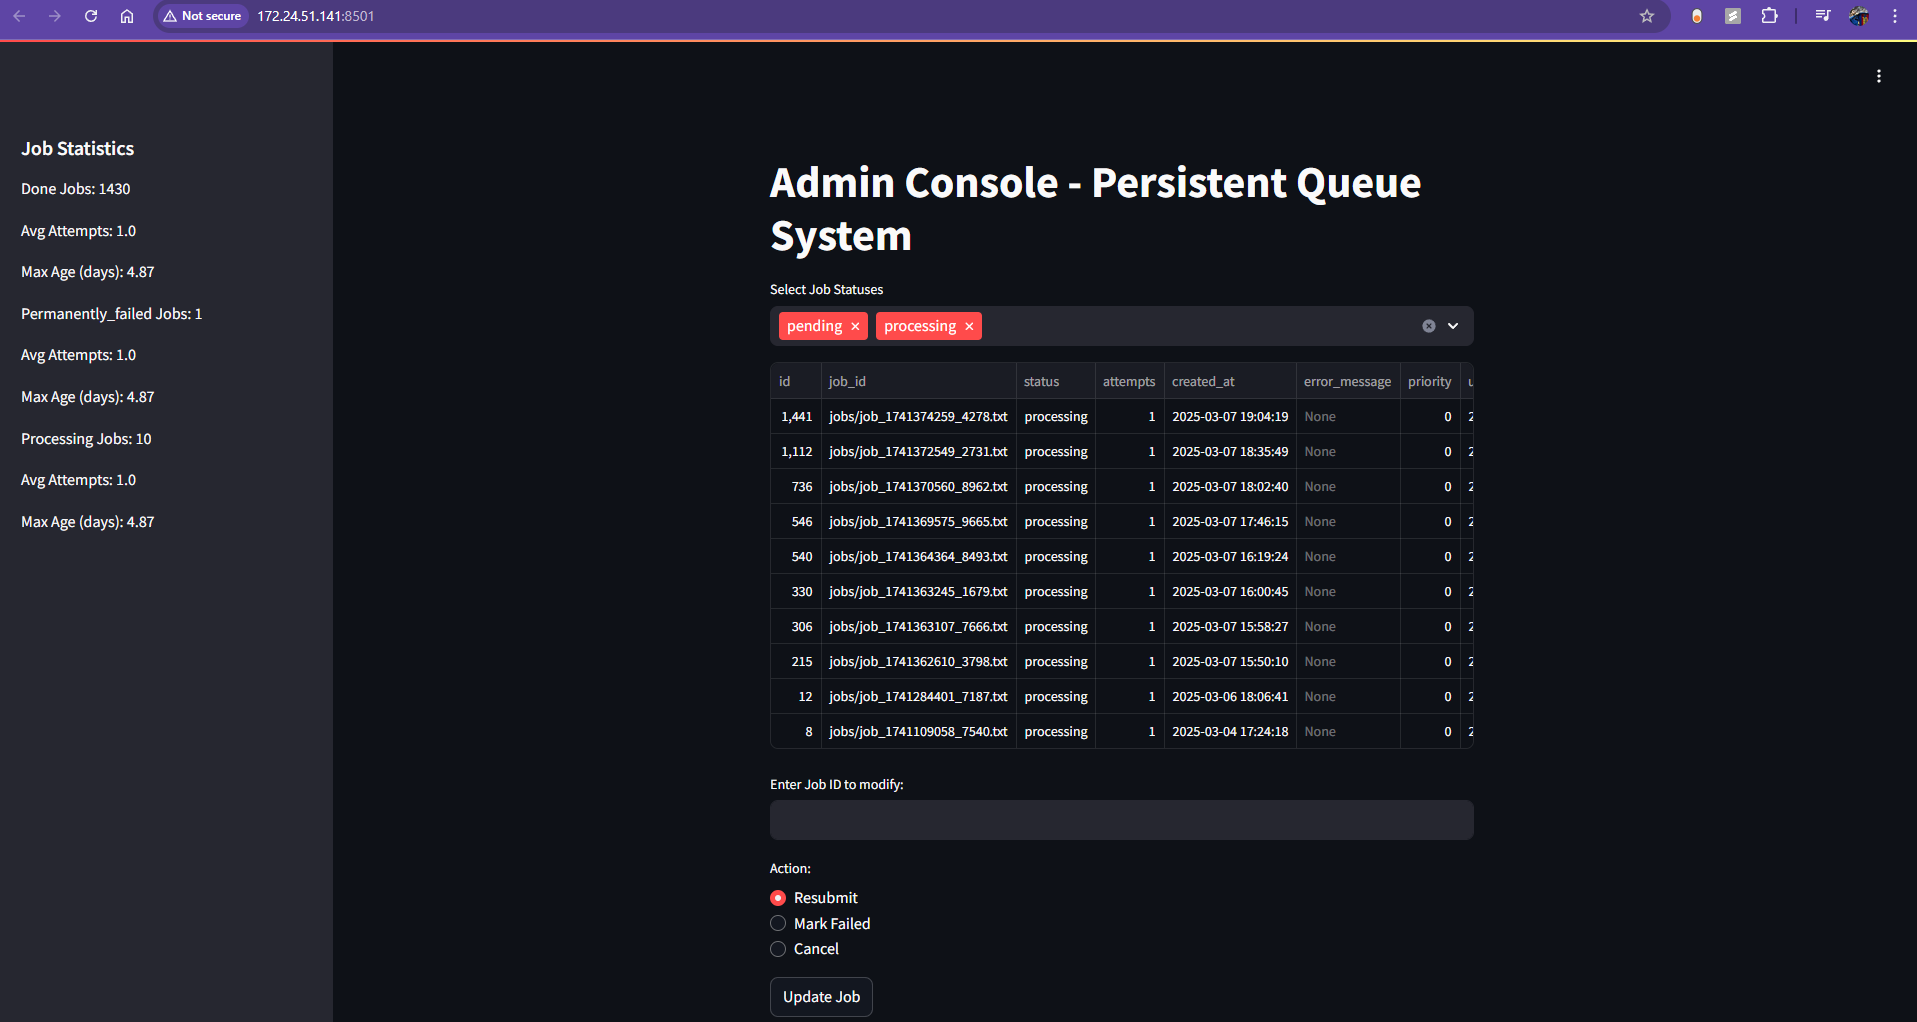 Not secure 172.24.51.141:8501
Job Statistics
Done Jobs: 1430
Avg Attempts: 1.0
Max Age (days): 4.87
Permanently_failed Jobs: 1
Avg Attempts: 1.0
Max Age (days): 4.87
Processing Jobs: 10
Avg Attempts: 1.0
Max Age (days): 4.87
Admin Console - Persistent Queue
System
Select Job Statuses
pending processing
id job_id status attempts created_at error_message priority
1,441 jobs/job_1741374259_4278.txt processing 1 2025-03-07 19:04:19 None 0 2
1,112 jobs/job_1741372549_2731.txt processing 1 2025-03-07 18:35:49 None 0 2
736 jobs/job_1741370560_8962.txt processing 1 2025-03-07 18:02:40 None 0 2
546 jobs/job_1741369575_9665.txt processing 1 2025-03-07 17:46:15 None 0 2
540 jobs/job_1741364364_8493.txt processing 1 2025-03-07 16:19:24 None 0 2
330 jobs/job_1741363245_1679.txt processing 1 2025-03-07 16:00:45 None 0 2
306 jobs/job_1741363107_7666.txt processing 1 2025-03-07 15:58:27 None 0 2
215 jobs/job_1741362610_3798.txt processing 1 2025-03-07 15:50:10 None 0 2
12 jobs/job_1741284401_7187.txt processing 1 2025-03-06 18:06:41 None 0 2
8 jobs/job_1741109058_7540.txt processing 1 2025-03-04 17:24:18 None 0 2
Enter Job ID to modify:
Action:
Resubmit
Mark Failed
Cancel
Update Job